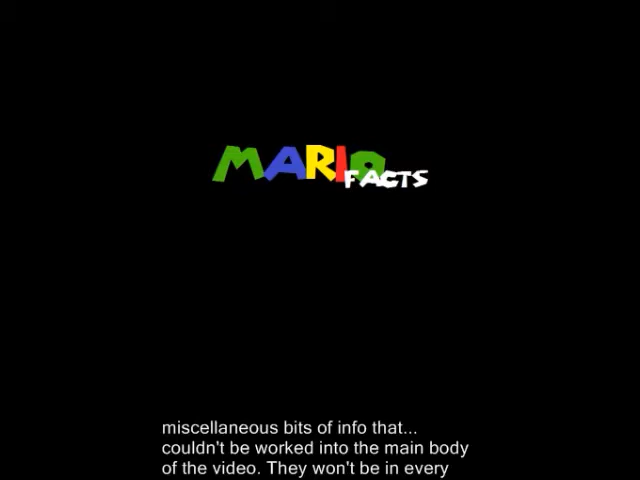 MARIO
FACTS
miscellaneous bits of info that...
couldn't be worked into the main body
of the video. They won't be in every